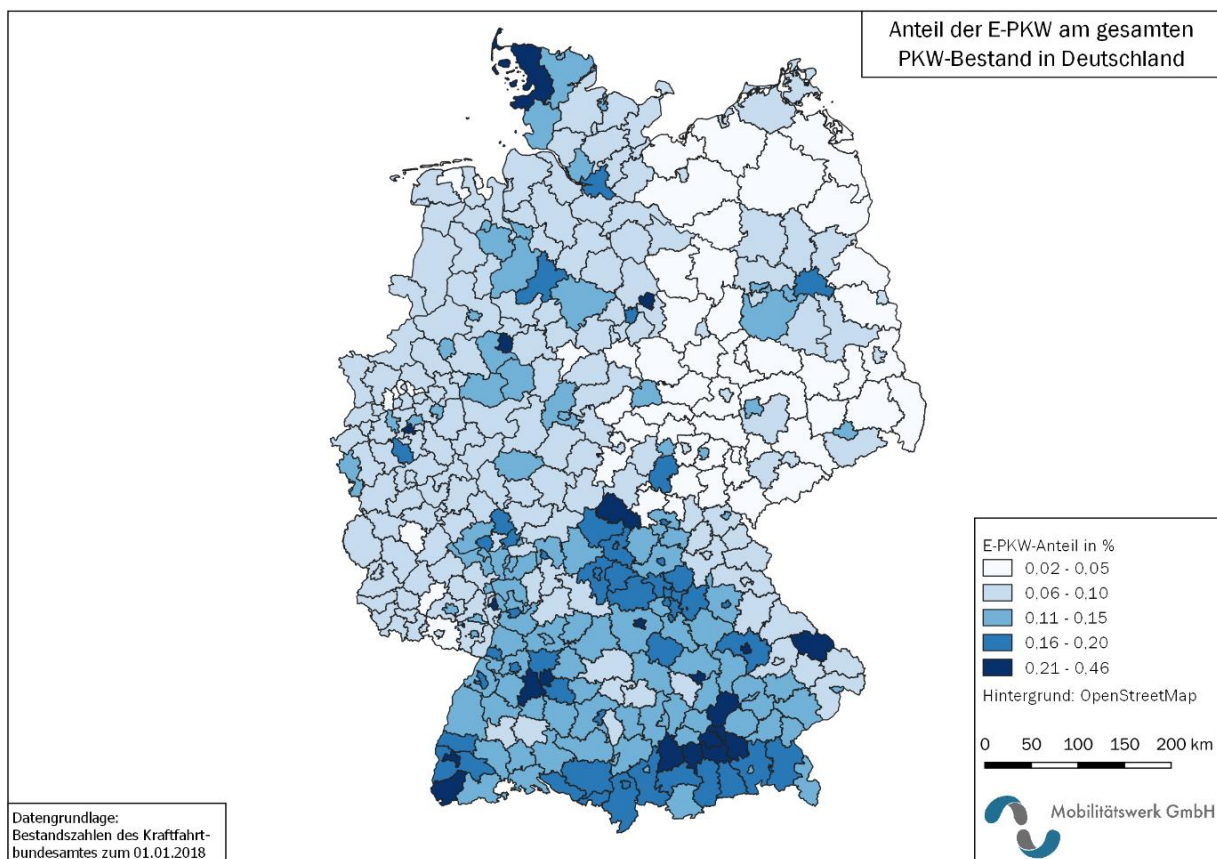 Anteil der E-PKW am gesamten
PKW-Bestand in Deutschland
E-PKW-Anteil in %
0,02 - 0,05
0,06 - 0,10
0,11 - 0,15
0,16 - 0,20
0,21 - 0,46
Hintergrund: OpenStreetMap
0 50 100 150 200 km
Mobilitätswerk GmbH
Datengrundlage:
Bestandszahlen des Kraftfahrt-
bundesamtes zum 01.01.2018